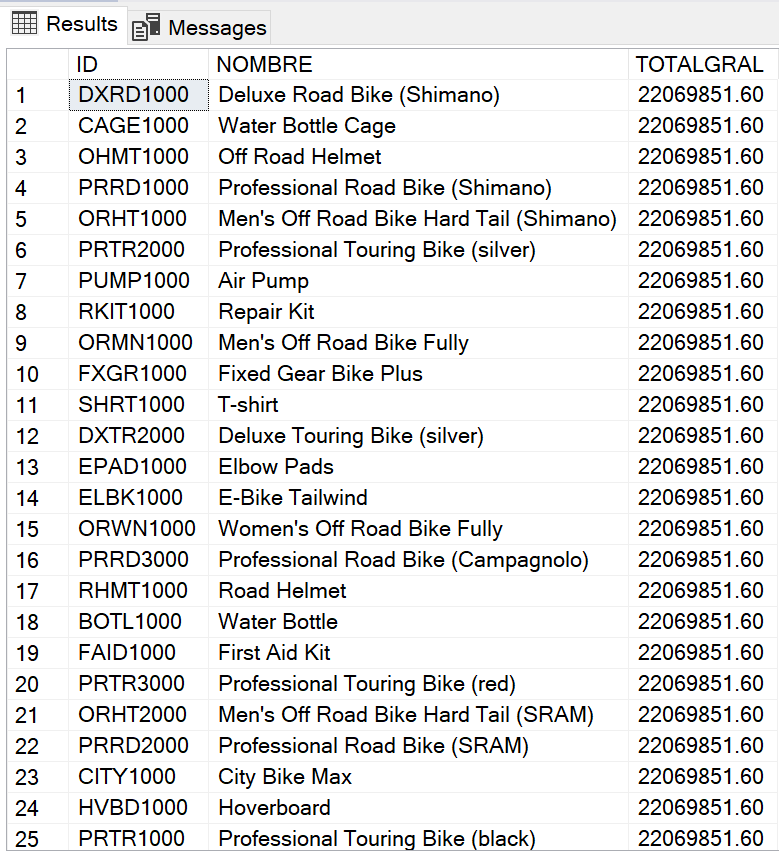 Results Messages
ID NOMBRE TOTALGRAL
1 DXRD1000 Deluxe Road Bike (Shimano) 22069851.60
2 CAGE1000 Water Bottle Cage 22069851.60
3 OHMT1000 Off Road Helmet 22069851.60
4 PRRD1000 Professional Road Bike (Shimano) 22069851.60
5 ORHT1000 Men's Off Road Bike Hard Tail (Shimano) 22069851.60
6 PRTR2000 Professional Touring Bike (silver) 22069851.60
7 PUMP1000 Air Pump 22069851.60
8 RKIT1000 Repair Kit 22069851.60
9 ORMN1000 Men's Off Road Bike Fully 22069851.60
10 FXGR1000 Fixed Gear Bike Plus 22069851.60
11 SHRT1000 T-shirt 22069851.60
12 DXTR2000 Deluxe Touring Bike (silver) 22069851.60
13 EPAD1000 Elbow Pads 22069851.60
14 ELBK1000 E-Bike Tailwind 22069851.60
15 ORWN1000 Women's Off Road Bike Fully 22069851.60
16 PRRD3000 Professional Road Bike (Campagnolo) 22069851.60
17 RHMT1000 Road Helmet 22069851.60
18 BOTL1000 Water Bottle 22069851.60
19 FAID1000 First Aid Kit 22069851.60
20 PRTR3000 Professional Touring Bike (red) 22069851.60
21 ORHT2000 Men's Off Road Bike Hard Tail (SRAM) 22069851.60
22 PRRD2000 Professional Road Bike (SRAM) 22069851.60
23 CITY1000 City Bike Max 22069851.60
24 HVBD1000 Hoverboard 22069851.60
25 PRTR1000 Professional Touring Bike (black) 22069851.60